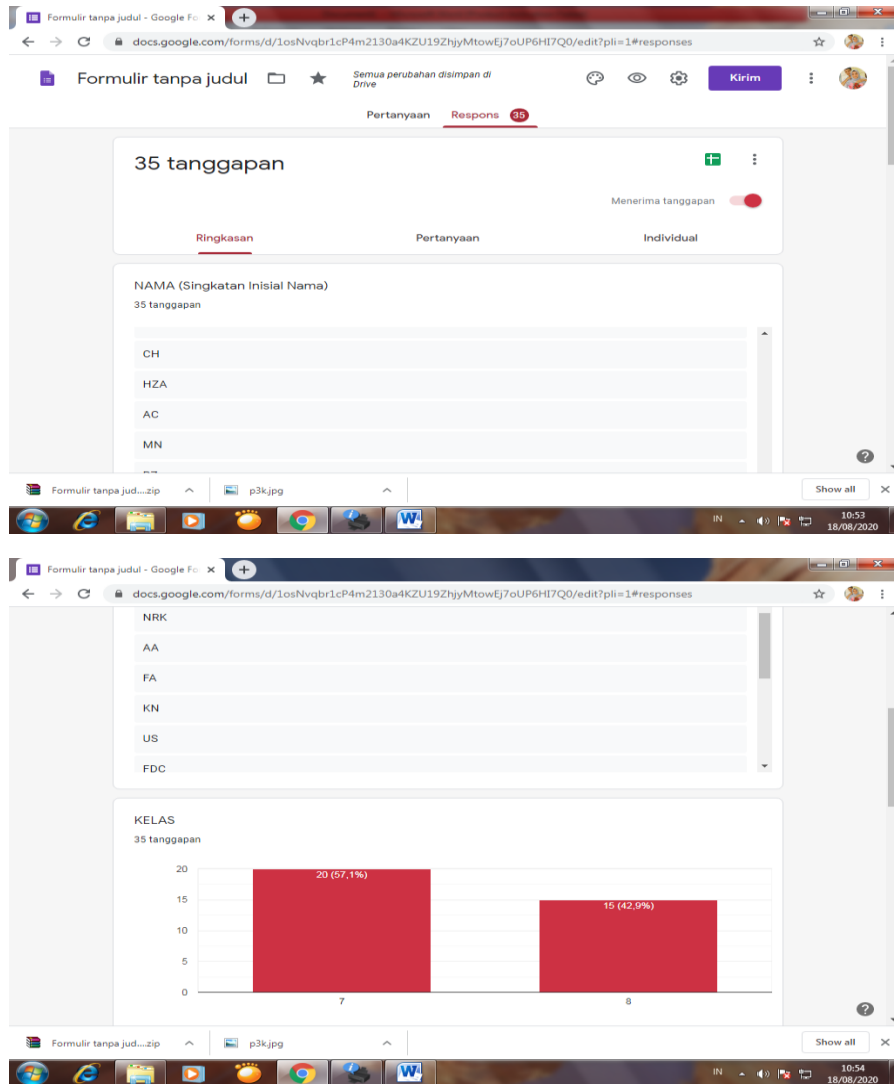 Formulir tanpa judul - Google Fo
docs.google.com/forms/d/1osNvqbr1cP4m2130a4KZU19ZhjyMtowEj7oUP6HI7Q0/edit?pli=1#responses
Formulir tanpa judul
Semua perubahan disimpan di
Drive
Kirim
Pertanyaan Respons 35
35 tanggapan
Menerima tanggapan
Ringkasan Pertanyaan Individual
NAMA (Singkatan Inisial Nama)
35 tanggapan
CH
HZA
AC
MN
Formulir tanpa jud....zip p3k.jpg Show all
IN 10:53
18/08/2020
Formulir tanpa judul - Google Fo
docs.google.com/forms/d/1osNvqbr1cP4m2130a4KZU19ZhjyMtowEj7oUP6HI7Q0/edit?pli=1#responses
NRK
AA
FA
KN
US
FDC
KELAS
35 tanggapan
20
20 (57,1%)
15
15 (42,9%)
10
5
0
7 8
Formulir tanpa jud....zip p3k.jpg Show all
IN 10:54
18/08/2020